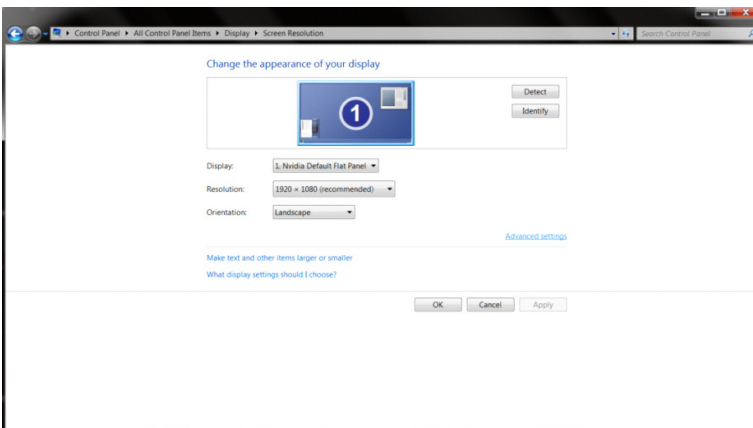 Control Panel ▸ All Control Panel Items ▸ Display ▸ Screen Resolution
Search Control Panel
Change the appearance of your display
1
Detect
Identify
Display: 1. Nvidia Default Flat Panel
Resolution: 1920 × 1080 (recommended)
Orientation: Landscape
Advanced settings
Make text and other items larger or smaller
What display settings should I choose?
OK Cancel Apply